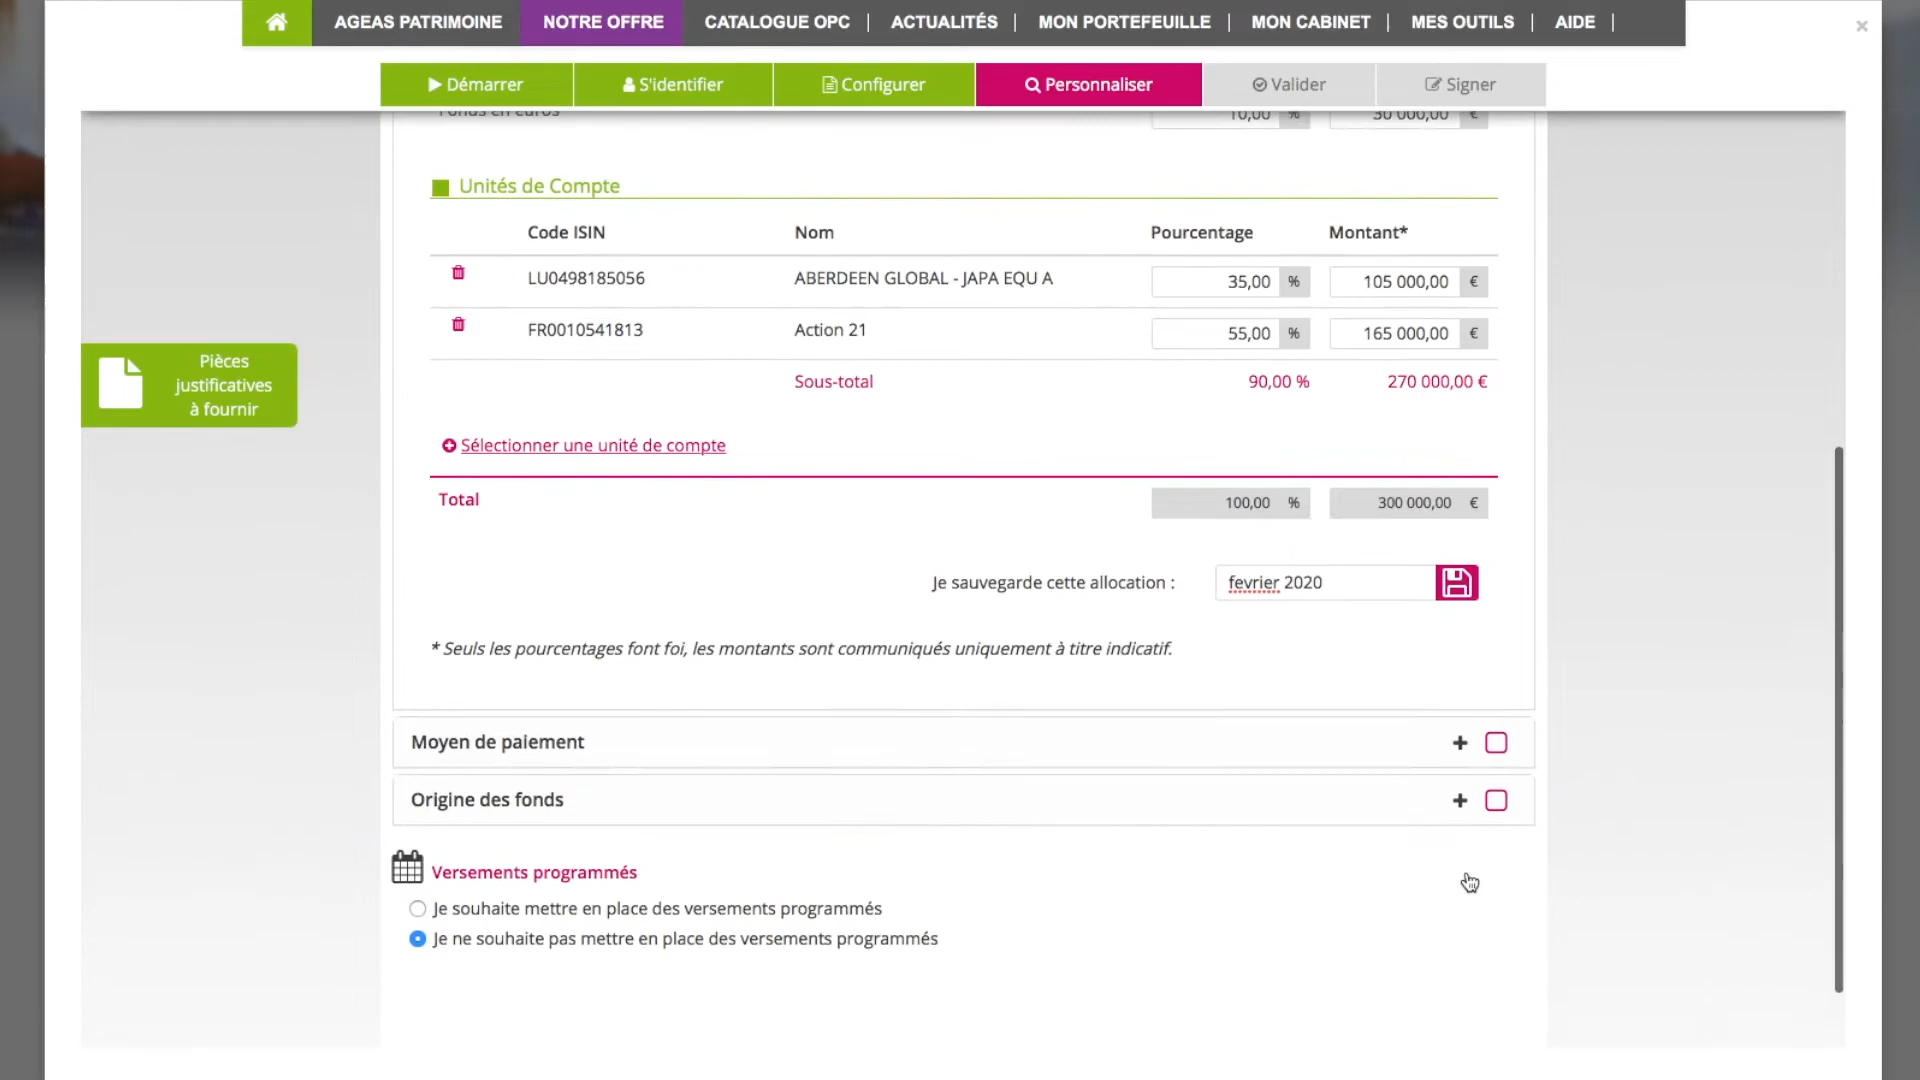 AGEAS PATRIMOINE NOTRE OFFRE CATALOGUE OPC | ACTUALITÉS | MON PORTEFEUILLE | MON CABINET | MES OUTILS | AIDE |
Démarrer S'identifier Configurer Personnaliser Valider Signer
Fonds en euros 10,00 % 30 000,00 €
Unités de Compte
Code ISIN Nom Pourcentage Montant*
LU0498185056 ABERDEEN GLOBAL - JAPA EQU A 35,00 % 105 000,00 €
FR0010541813 Action 21 55,00 % 165 000,00 €
Sous-total 90,00 % 270 000,00 €
Pièces
justificatives
à fournir
Sélectionner une unité de compte
Total 100,00 % 300 000,00 €
Je sauvegarde cette allocation : fevrier 2020
* Seuls les pourcentages font foi, les montants sont communiqués uniquement à titre indicatif.
Moyen de paiement
Origine des fonds
Versements programmés
Je souhaite mettre en place des versements programmés
Je ne souhaite pas mettre en place des versements programmés